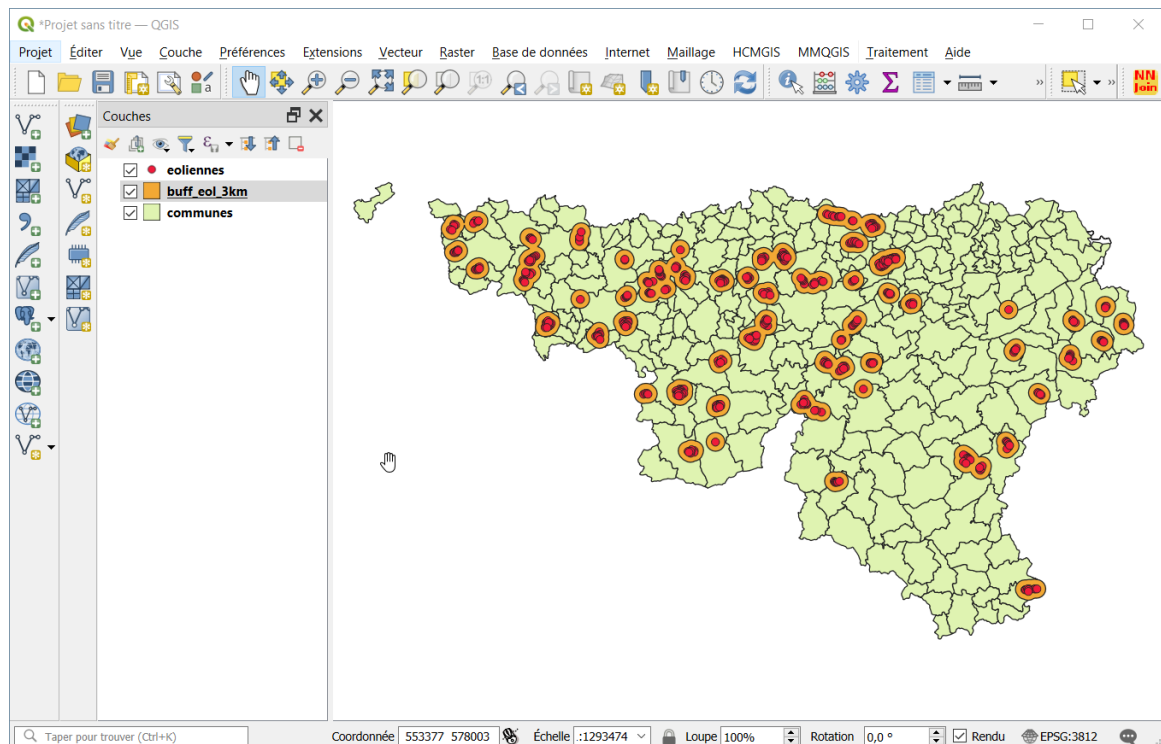 *Projet sans titre — QGIS
Projet Éditer Vue Couche Préférences Extensions Vecteur Raster Base de données Internet Maillage HCMGIS MMQGIS Traitement Aide
1:1
a
NN
Join
Couches
eoliennes
buff_eol_3km
communes
Taper pour trouver (Ctrl+K)
Coordonnée 553377 578003 Échelle .:1293474 Loupe 100% Rotation 0,0 ° Rendu EPSG:3812